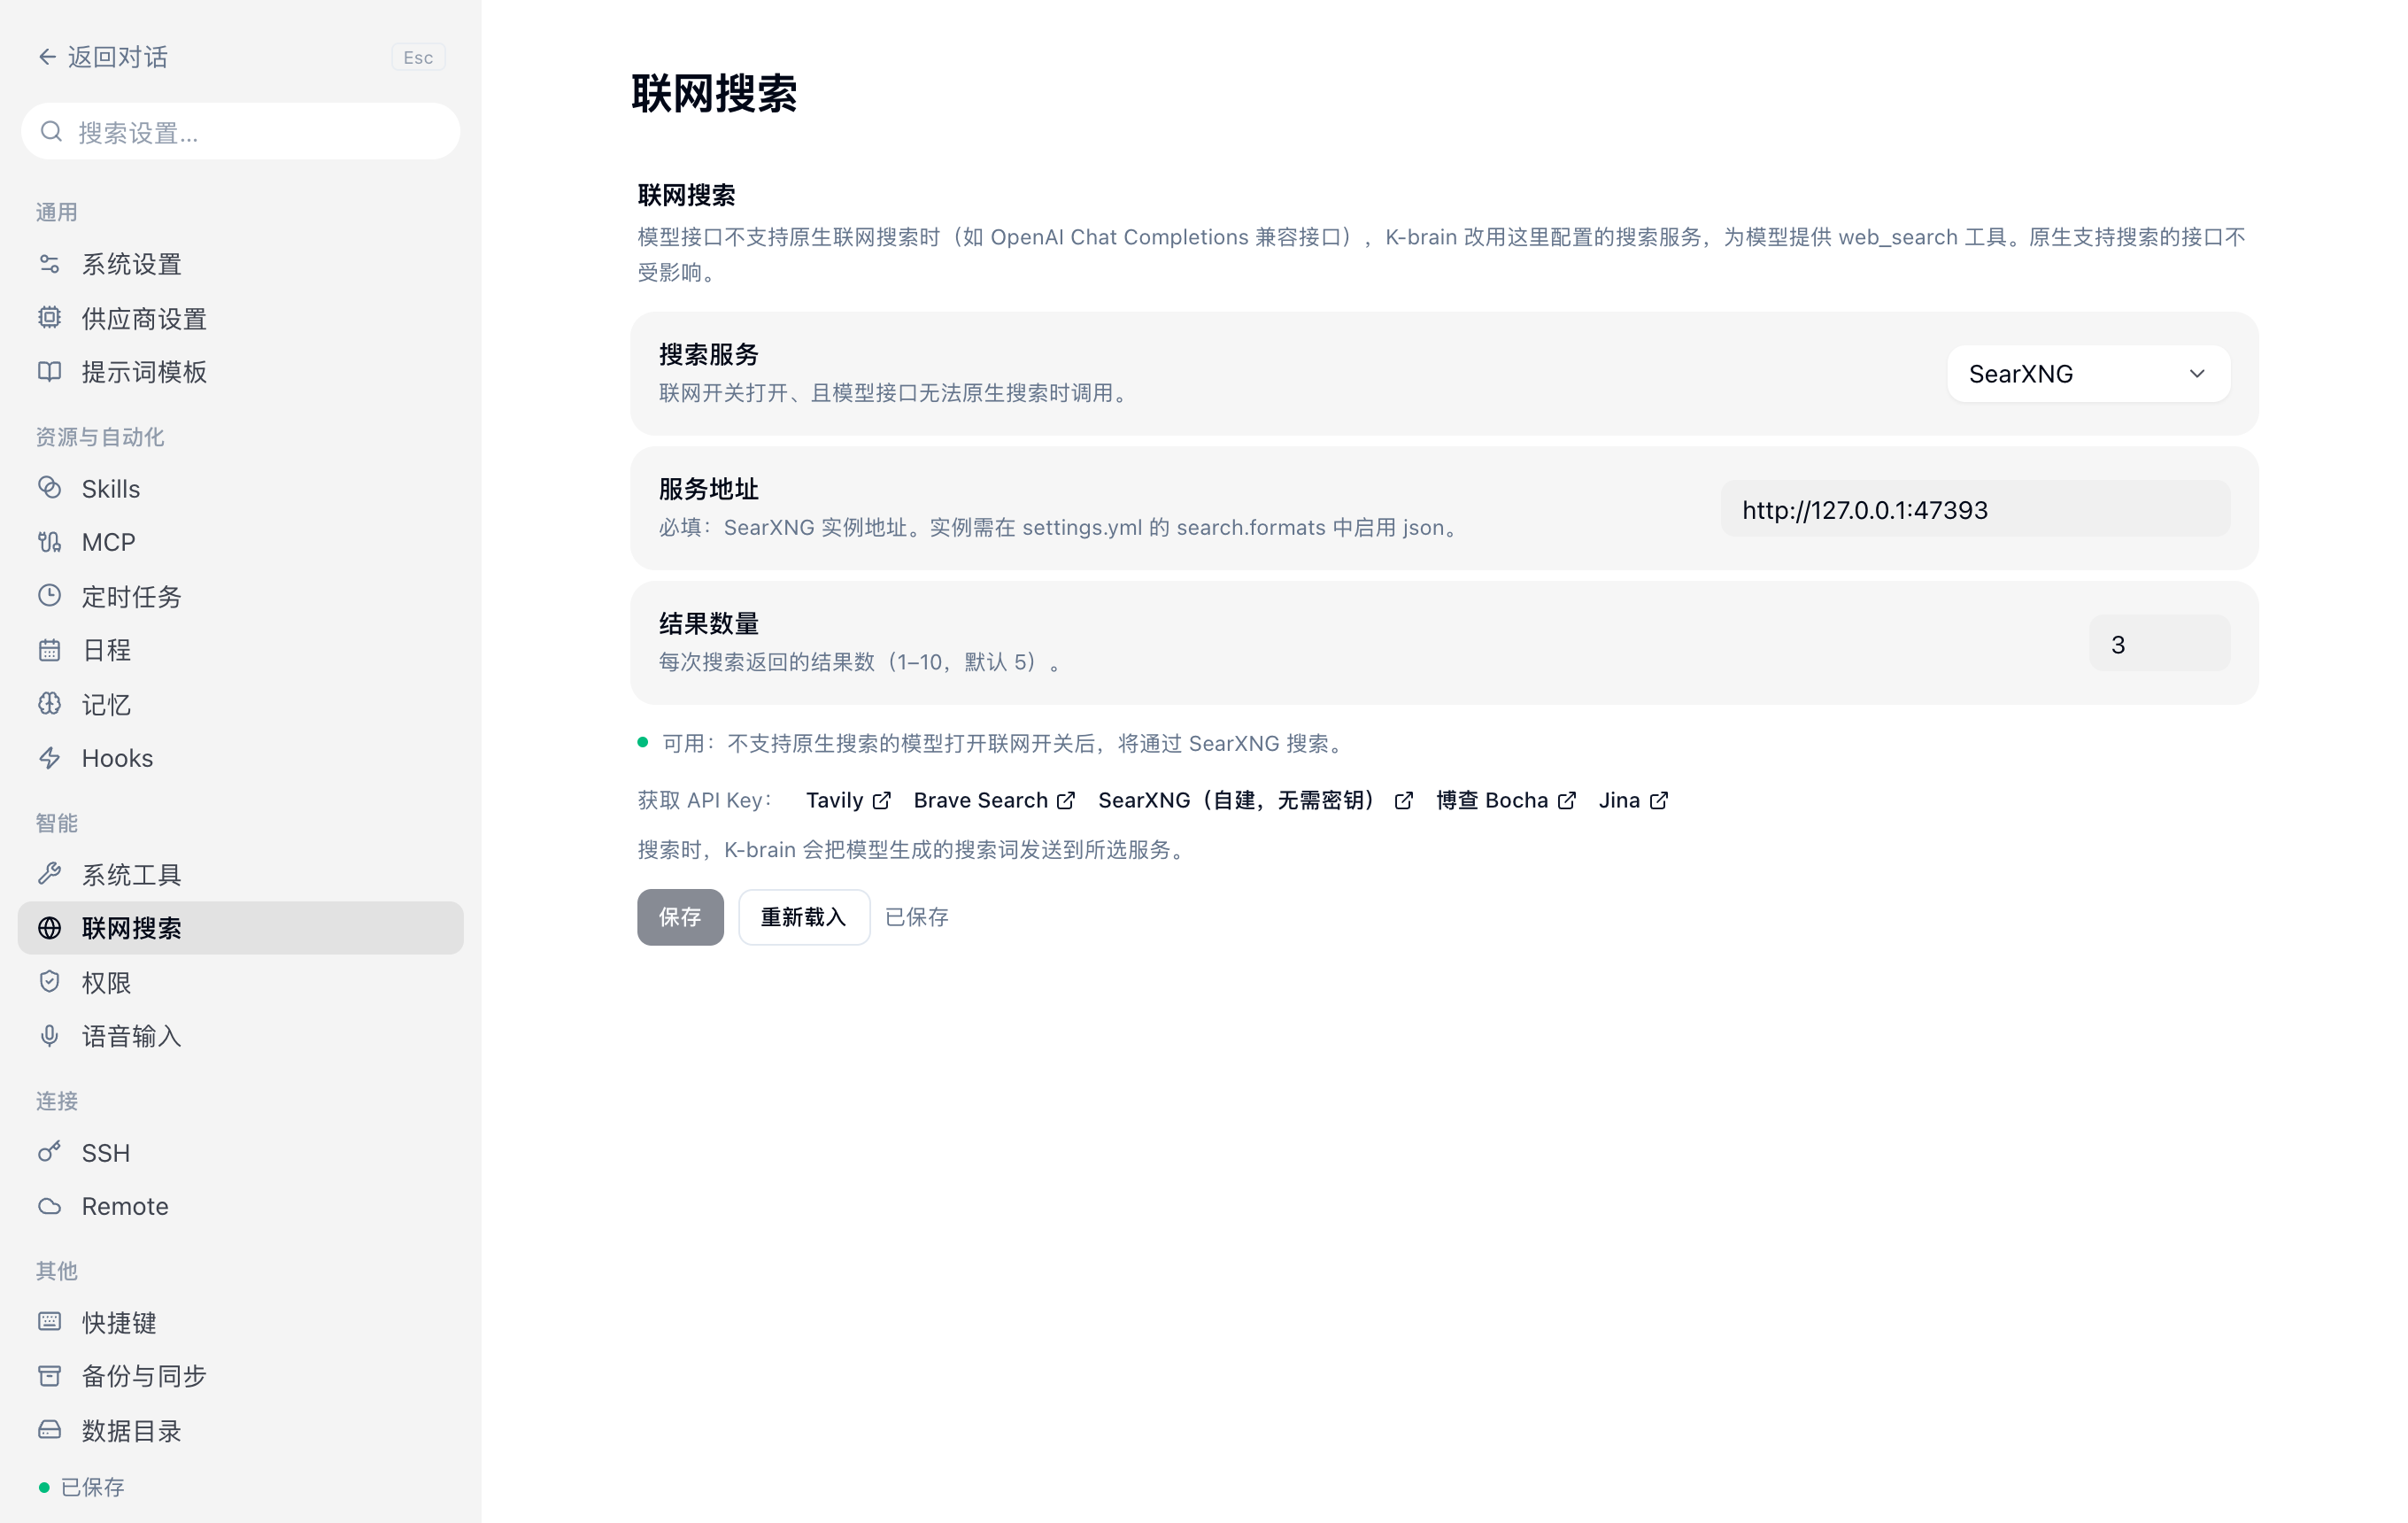 返回对话
Esc
搜索设置...
通用
系统设置
供应商设置
提示词模板
资源与自动化
Skills
MCP
定时任务
日程
记忆
Hooks
智能
系统工具
联网搜索
权限
语音输入
连接
SSH
Remote
其他
快捷键
备份与同步
数据目录
已保存
联网搜索
联网搜索
模型接口不支持原生联网搜索时（如 OpenAI Chat Completions 兼容接口），K-brain 改用这里配置的搜索服务，为模型提供 web_search 工具。原生支持搜索的接口不
受影响。
搜索服务
联网开关打开、且模型接口无法原生搜索时调用。
SearXNG
服务地址
必填：SearXNG 实例地址。实例需在 settings.yml 的 search.formats 中启用 json。
http://127.0.0.1:47393
结果数量
每次搜索返回的结果数（1–10，默认 5）。
3
可用：不支持原生搜索的模型打开联网开关后，将通过 SearXNG 搜索。
获取 API Key： Tavily Brave Search SearXNG（自建，无需密钥） 博查 Bocha Jina
搜索时，K-brain 会把模型生成的搜索词发送到所选服务。
保存 重新载入 已保存